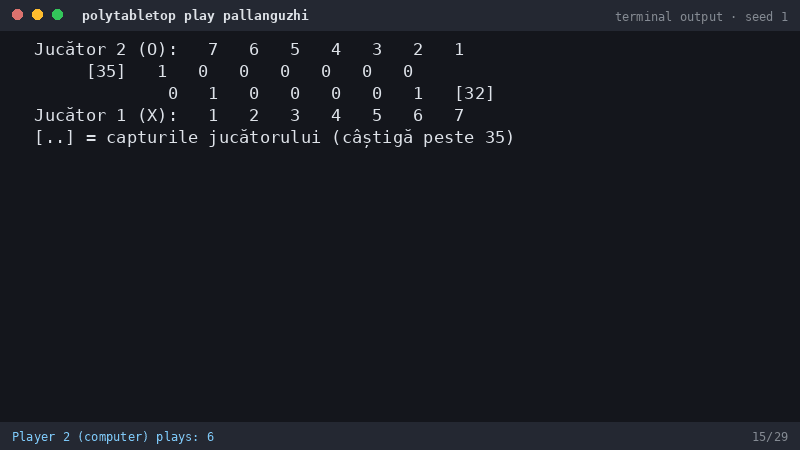 polytabletop play pallanguzhi
terminal output · seed 1
Jucător 2 (O): 7 6 5 4 3 2 1
[35] 1 0 0 0 0 0 0
0 1 0 0 0 0 1 [32]
Jucător 1 (X): 1 2 3 4 5 6 7
[..] = capturile jucătorului (câștigă peste 35)
Player 2 (computer) plays: 6
15/29